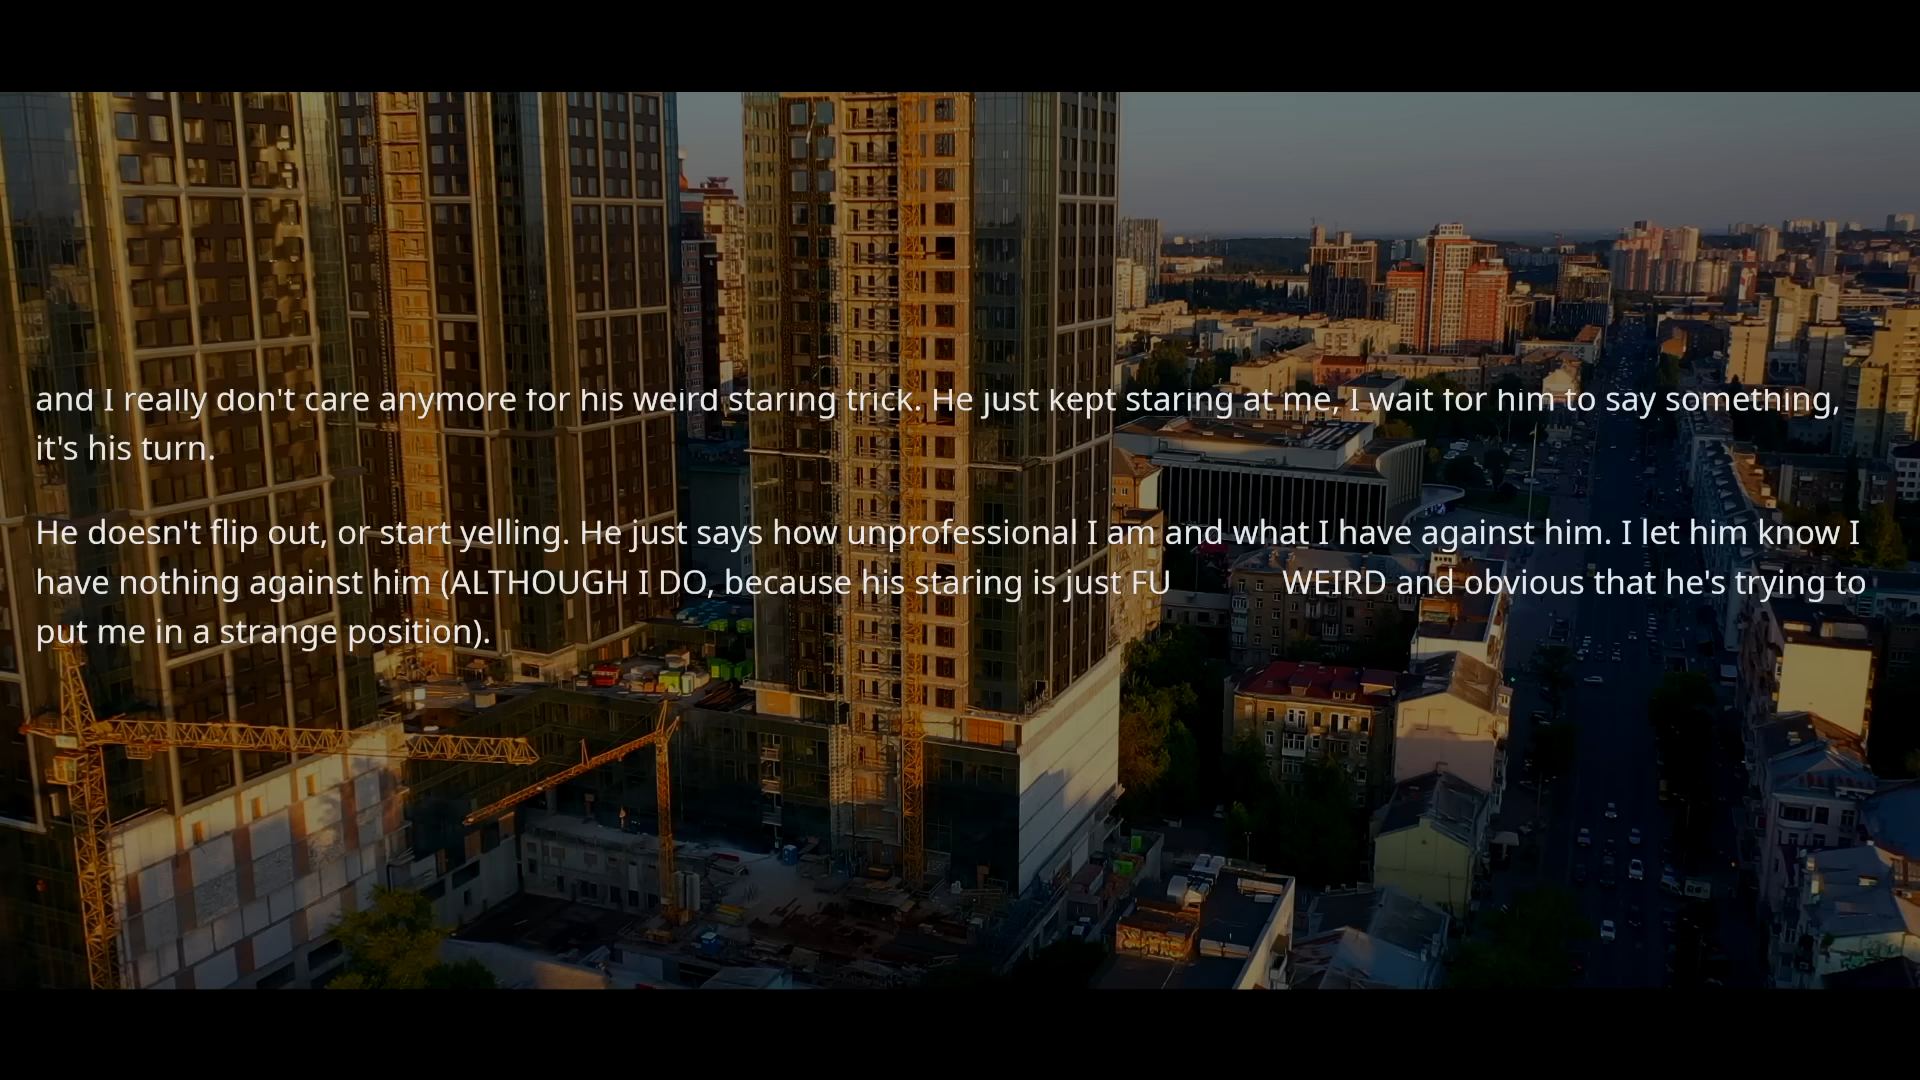 and I really don't care anymore for his weird staring trick. He just kept staring at me, I wait for him to say something,
it's his turn.
He doesn't flip out, or start yelling. He just says how unprofessional I am and what I have against him. I let him know I
have nothing against him (ALTHOUGH I DO, because his staring is just FU WEIRD and obvious that he's trying to
put me in a strange position).